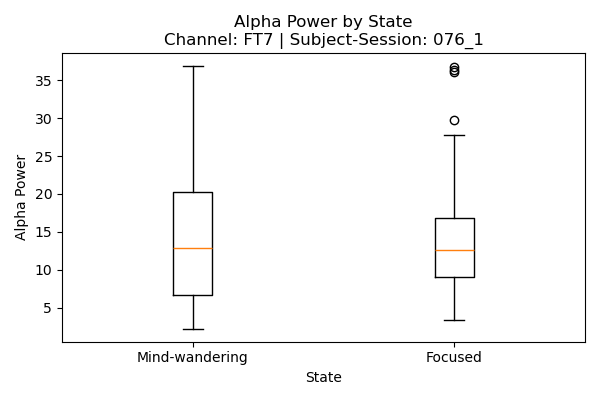 Alpha Power by State
Channel: FT7 | Subject-Session: 076_1
Alpha Power
35
30
25
20
15
10
5
Mind-wandering
Focused
State